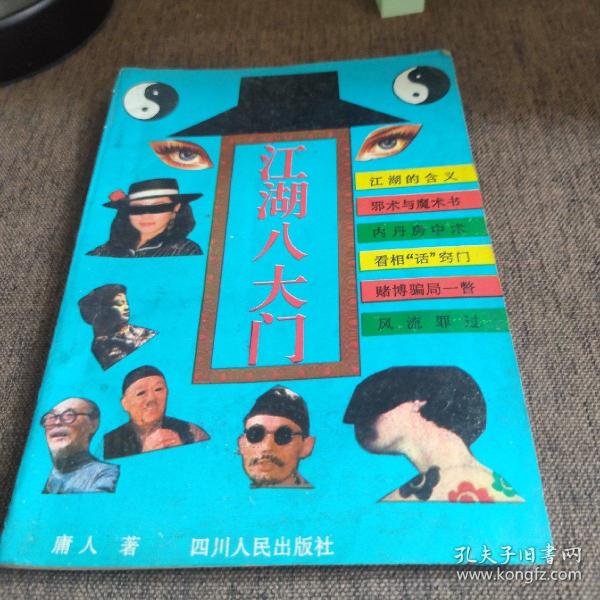 江湖八大门
江湖的含义
邪术与魔术书
内丹房中术
看相“话”窍门
赌博骗局一瞥
风流罪过
庸人 著 四川人民出版社
孔夫子旧书网
www.kongfz.com